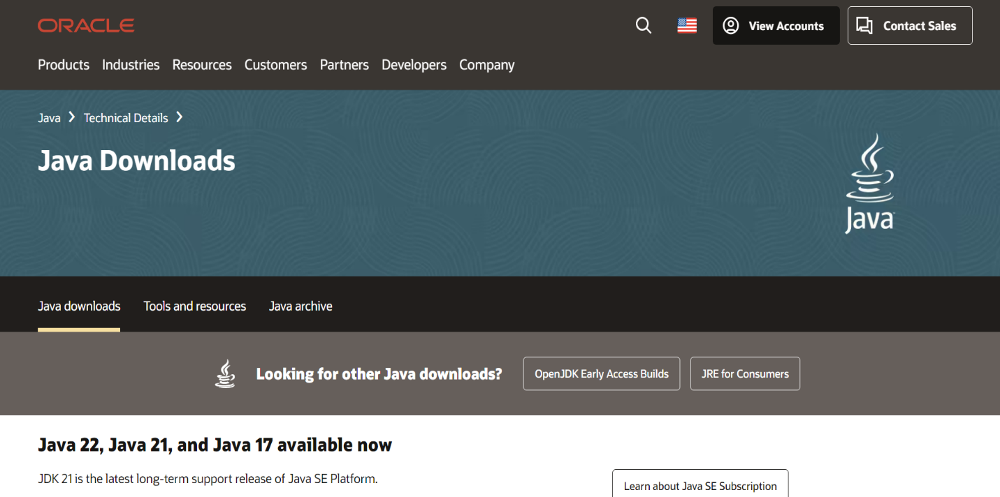 ORACLE
View Accounts
Contact Sales
Products Industries Resources Customers Partners Developers Company
Java Technical Details
Java Downloads
Java
Java downloads Tools and resources Java archive
Looking for other Java downloads? OpenJDK Early Access Builds JRE for Consumers
Java 22, Java 21, and Java 17 available now
JDK 21 is the latest long-term support release of Java SE Platform.
Learn about Java SE Subscription